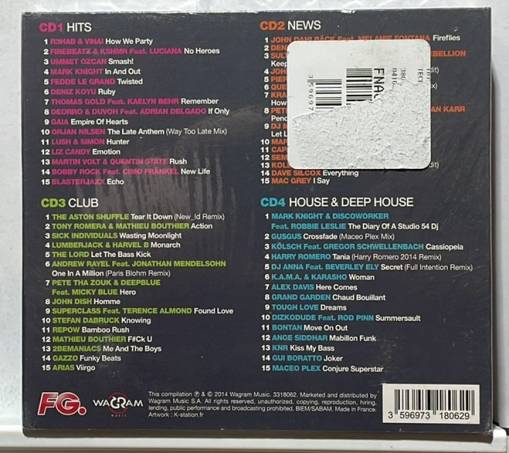 CD1 HITS
1 R3HAB & VINAI How We Party
2 FIREBEATZ & KSHMR Feat. LUCIANA No Heroes
3 UMMET OZCAN Smash!
4 MARK KNIGHT In And Out
5 FEDDE LE GRAND Twisted
6 DENIZ KOYU Ruby
7 THOMAS GOLD Feat. KAELYN BEHR Remember
8 DEORRO & DUVOH Feat. ADRIAN DELGADO If Only
9 GAIA Empire Of Hearts
10 ORJAN NILSEN The Late Anthem (Way Too Late Mix)
11 LUSH & SIMON Hunter
12 LIZ CANDY Emotion
13 MARTIN VOLT & QUENTIN STATE Rush
14 BOBBY ROCK Feat. CHRIS FRÄNKEL New Life
15 BLASTERJAXX Echo
CD2 NEWS
1 JOHN DAHLBÄCK Feat. MELANIE FONTANA Fireflies
2
3
4
5
6
7
8
9
10
14 DAVE SILCOX Everything
15 MAC GREY I Say
FNAC
CD3 CLUB
1 THE ASTON SHUFFLE Tear It Down (New_Id Remix)
2 TONY ROMERA & MATHIEU BOUTHIER Action
3 SICK INDIVIDUALS Wasting Moonlight
4 LUMBERJACK & HARVEL B Monarch
5 THE LORD Let The Bass Kick
6 ANDREW RAYEL Feat. JONATHAN MENDELSOHN
One In A Million (Paris Blohm Remix)
7 PETE THA ZOUK & DEEPBLUE
Feat. MICKY BLUE Hero
8 JOHN DISH Homme
9 SUPERCLASS Feat. TERENCE ALMOND Found Love
10 STEFAN DABRUCK Knowing
11 REPOW Bamboo Rush
12 MATHIEU BOUTHIER F#Ck U
13 2BEMANIACS Me And The Boys
14 GAZZO Funky Beats
15 ARIAS Virgo
CD4 HOUSE & DEEP HOUSE
1 MARK KNIGHT & DISCOWORKER
Feat. ROBBIE LESLIE The Diary Of A Studio 54 Dj
2 GUSGUS Crossfade (Maceo Plex Mix)
3 KÖLSCH Feat. GREGOR SCHWELLENBACH Cassiopeia
4 HARRY ROMERO Tania (Harry Romero 2014 Remix)
5 DJ ANNA Feat. BEVERLEY ELY Secret (Full Intention Remix)
6 K.A.M.A. & KARASHO Woman
7 ALEX DAVIS Here Comes
8 GRAND GARDEN Chaud Bouillant
9 TOUGH LOVE Dreams
10 DIZKODUDE Feat. ROD PINN Summersault
11 BONTAN Move On Out
12 ANGE SIDDHAR Mabillon Funk
13 KNR Kiss My Bass
14 GUI BORATTO Joker
15 MACEO PLEX Conjure Superstar
FG.
WAGRAM
MUSIC
This compilation ℗ & © 2014 Wagram Music. 3318062. Marketed and distributed by
Wagram Music S.A. All rights reserved, unauthorized, copying, reproduction, hiring,
lending, public performance and broadcasting prohibited. BIEM/SABAM, Made in France.
Artwork : K-station.fr
3 596973 180629